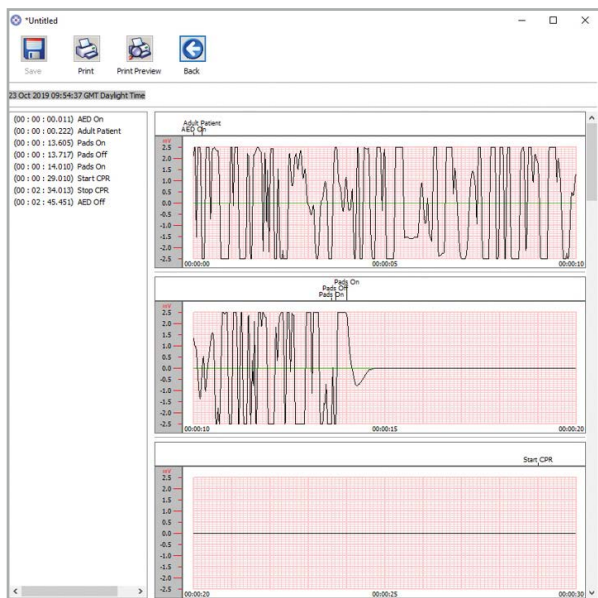 *Untitled
Save Print Print Preview Back
23 Oct 2019 09:54:37 GMT Daylight Time
(00 : 00 : 00.011) AED On
(00 : 00 : 00.222) Adult Patient
(00 : 00 : 13.605) Pads On
(00 : 00 : 13.717) Pads Off
(00 : 00 : 14.010) Pads On
(00 : 00 : 29.010) Start CPR
(00 : 02 : 34.013) Stop CPR
(00 : 02 : 45.451) AED Off
Adult Patient
AED On
mV
2.5
2.0
1.5
1.0
0.5
0.0
-0.5
-1.0
-1.5
-2.0
-2.5
00:00:00 00:00:05 00:00:10
Pads On
Pads Off
Pads On
mV
2.5
2.0
1.5
1.0
0.5
0.0
-0.5
-1.0
-1.5
-2.0
-2.5
00:00:10 00:00:15 00:00:20
Start CPR
mV
2.5
2.0
1.5
1.0
0.5
0.0
-0.5
-1.0
-1.5
-2.0
-2.5
00:00:20 00:00:25 00:00:30